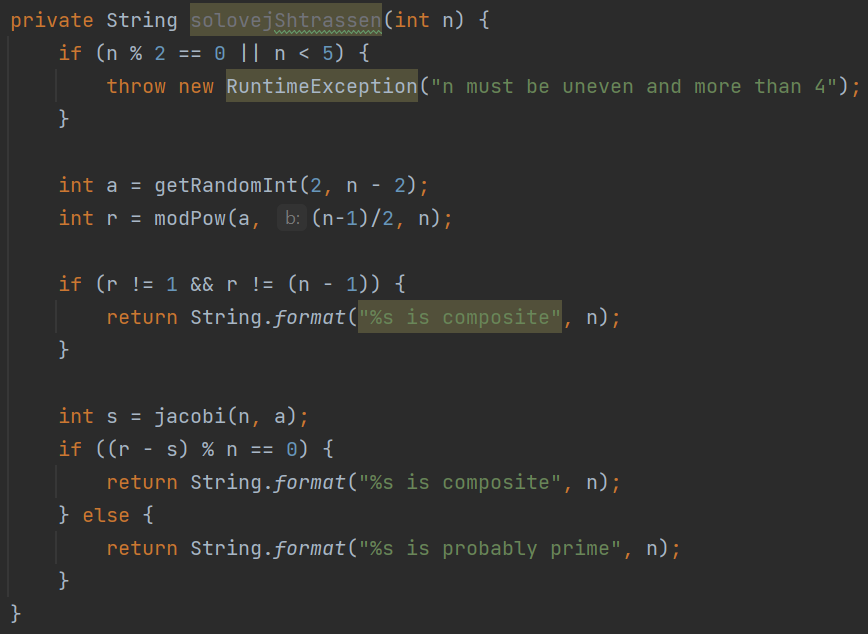 private String solovejShtrassen(int n) {
    if (n % 2 == 0 || n < 5) {
        throw new RuntimeException("n must be uneven and more than 4");
    }

    int a = getRandomInt(2, n - 2);
    int r = modPow(a, b: (n-1)/2, n);

    if (r != 1 && r != (n - 1)) {
        return String.format("%s is composite", n);
    }

    int s = jacobi(n, a);
    if ((r - s) % n == 0) {
        return String.format("%s is composite", n);
    } else {
        return String.format("%s is probably prime", n);
    }
}